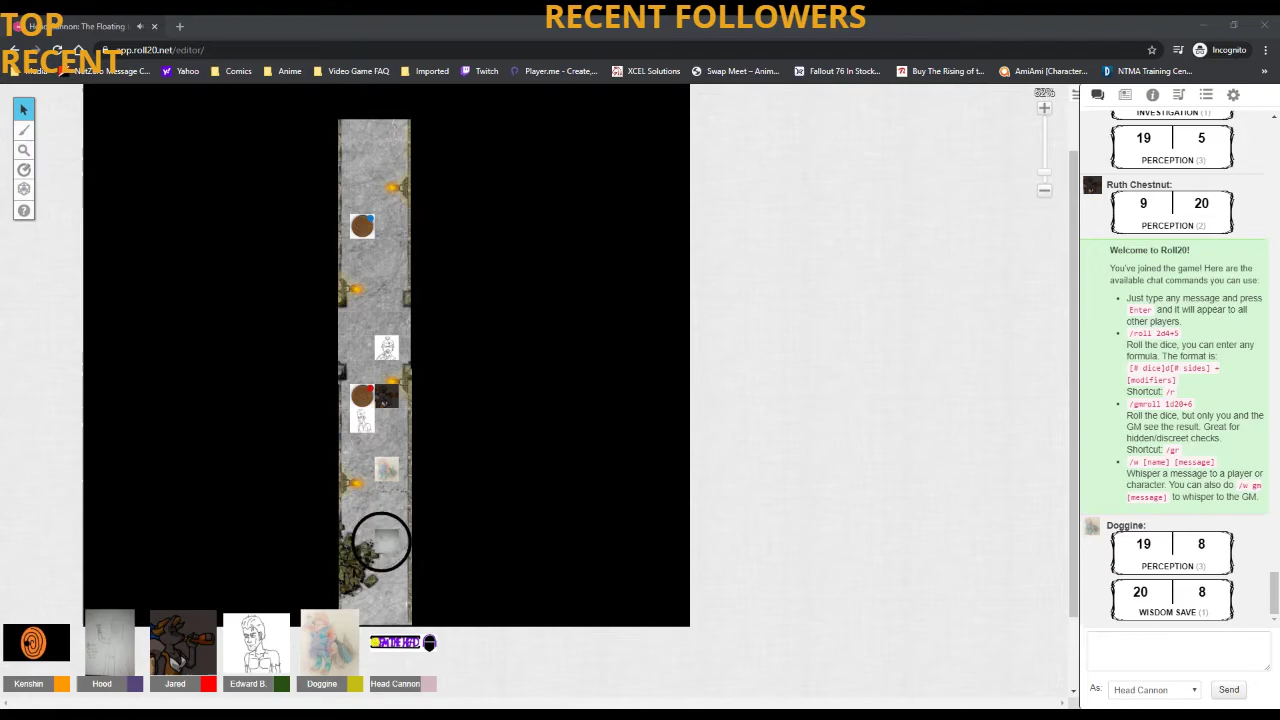 RECENT FOLLOWERS
TOP
RECENT
Head Cannon: The Floating
app.roll20.net/editor/
Incognito
Media
NetZero Message C...
Yahoo
Comics
Anime
Video Game FAQ
Imported
Twitch
Player.me - Create,...
XCEL Solutions
Swap Meet – Anim...
Fallout 76 In Stock...
Buy The Rising of t...
AmiAmi [Character...
NTMA Training Cen...
INVESTIGATION (1)
19 5
PERCEPTION (3)
Ruth Chestnut:
9 20
PERCEPTION (2)
Welcome to Roll20!
You've joined the game! Here are the
available chat commands you can use:
Just type any message and press
Enter and it will appear to all
other players.
/roll 2d4+5
Roll the dice, you can enter any
formula. The format is:
[# dice]d[# sides] +
[modifiers]
Shortcut: /r
/gmroll 1d20+6
Roll the dice, but only you and the
GM see the result. Great for
hidden/discreet checks.
Shortcut: /gr
/w [name] [message]
Whisper a message to a player or
character. You can also do /w gm
[message] to whisper to the GM.
Doggine:
19 8
PERCEPTION (3)
20 8
WISDOM SAVE (1)
Kenshin
Hood
Jared
Edward B.
Doggine
Head Cannon
As:
Head Cannon
Send